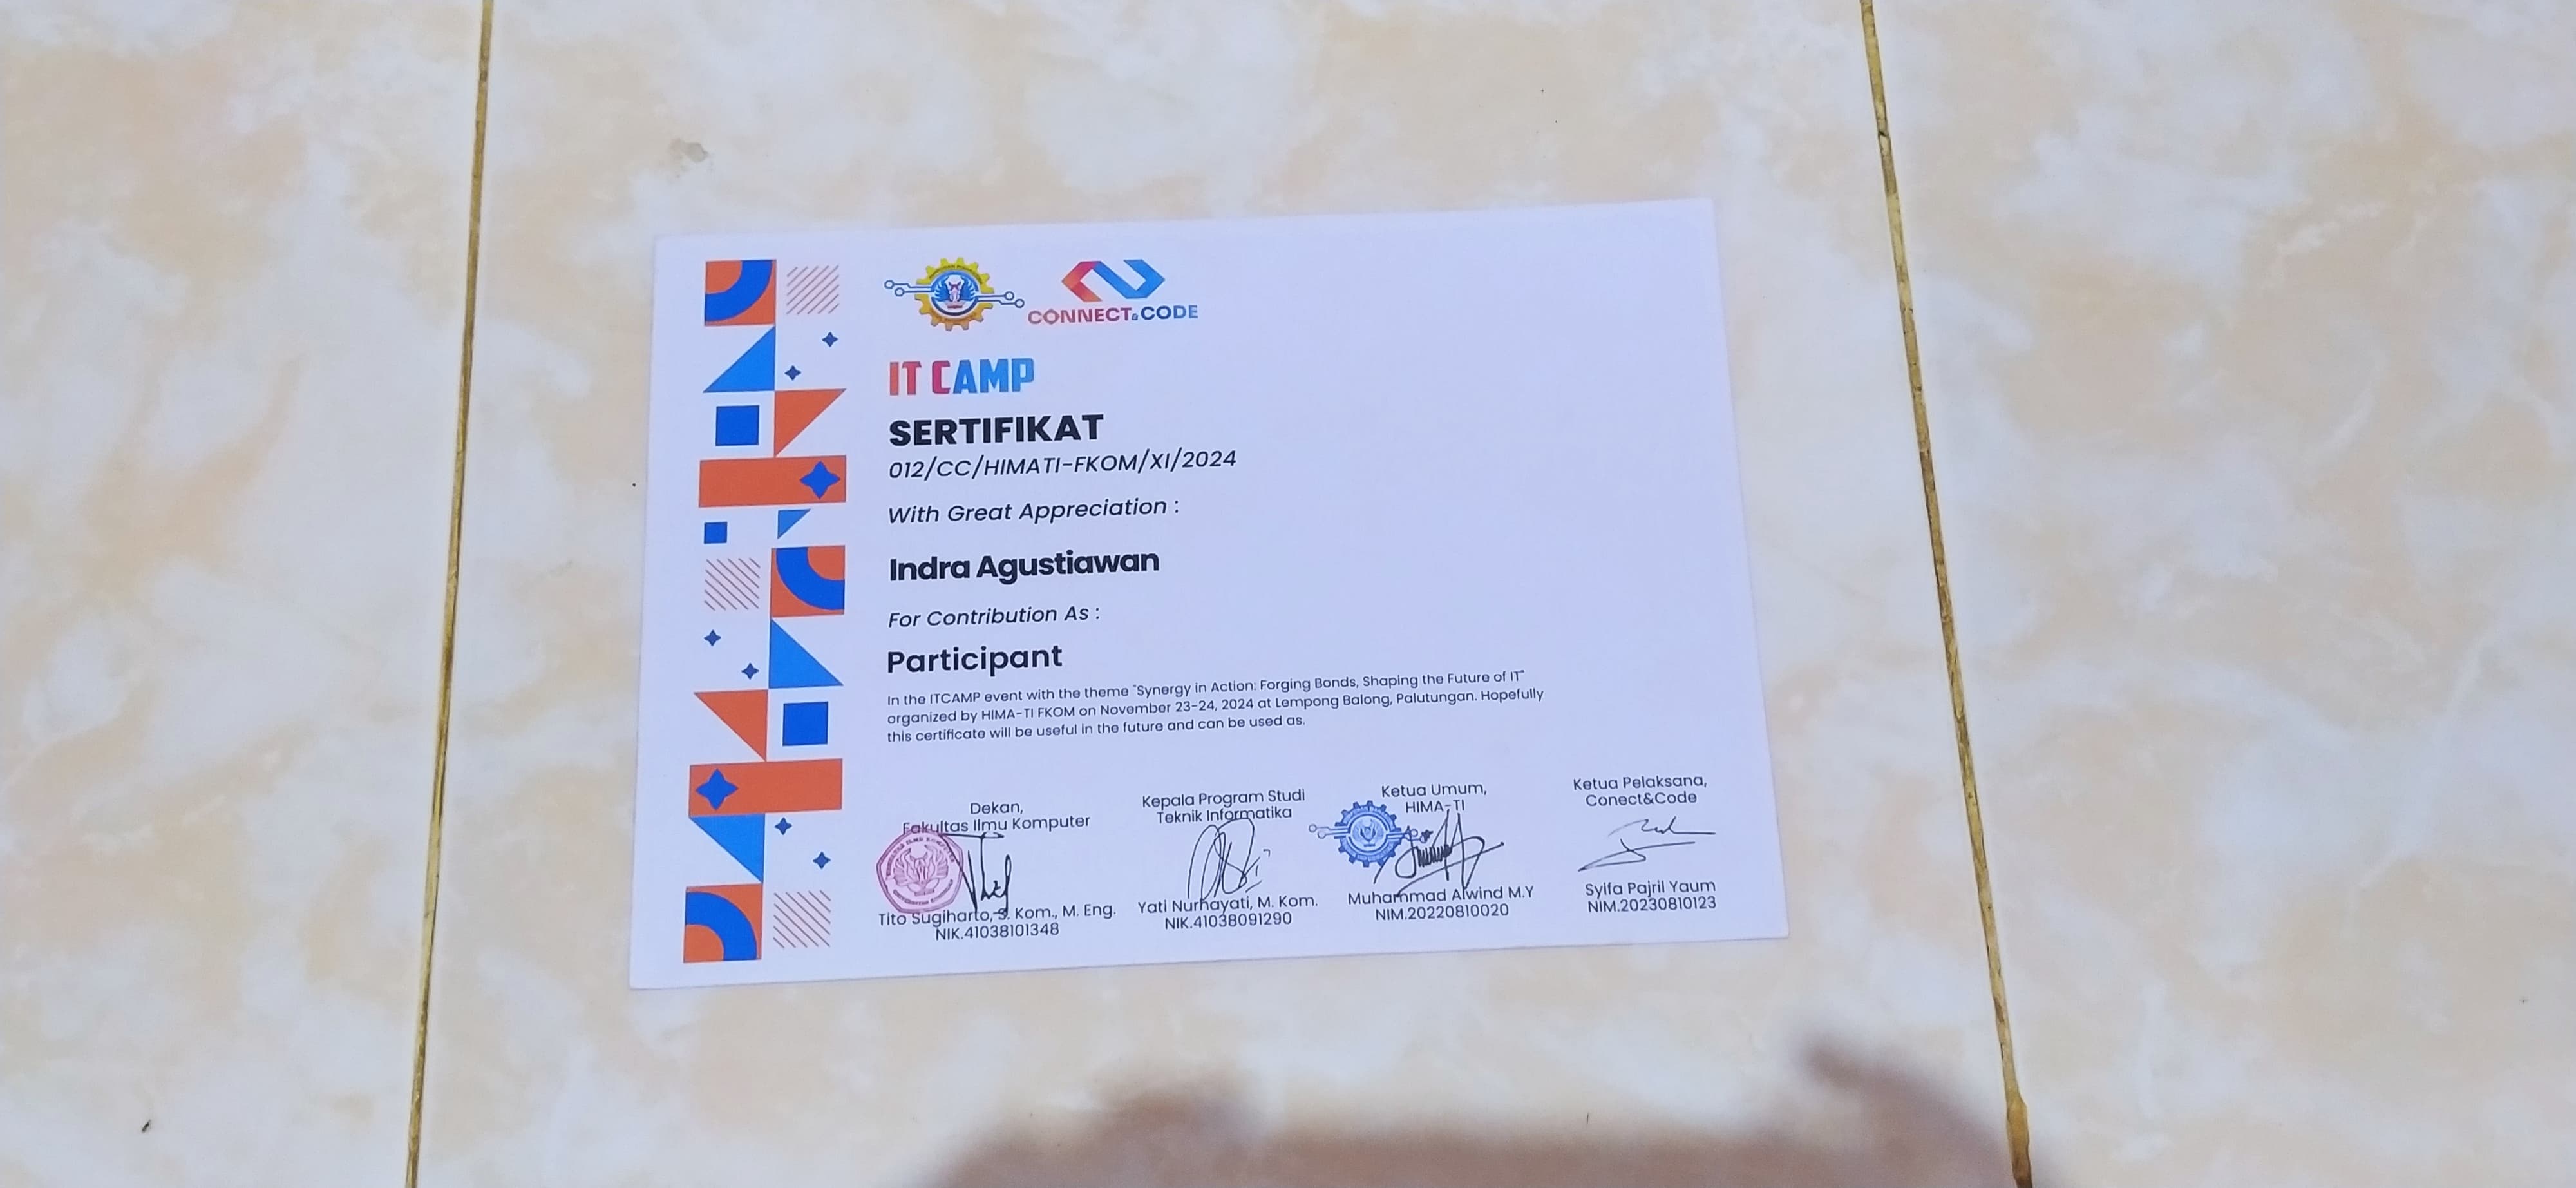 CONNECT&CODE
IT CAMP
SERTIFIKAT
012/CC/HIMATI-FKOM/XI/2024
With Great Appreciation :
Indra Agustiawan
For Contribution As :
Participant
In the ITCAMP event with the theme "Synergy in Action: Forging Bonds, Shaping the Future of IT"
organized by HIMA-TI FKOM on November 23-24, 2024 at Lempong Balong, Palutungan. Hopefully
this certificate will be useful in the future and can be used as.
Dekan,
Fakultas Ilmu Komputer
Tito Sugiharto, S. Kom., M. Eng.
NIK.41038101348
Kepala Program Studi
Teknik Informatika
Yati Nurhayati, M. Kom.
NIK.41038091290
Ketua Umum,
HIMA-TI
Muhammad Alwind M.Y
NIM.20220810020
Ketua Pelaksana,
Conect&Code
Syifa Pajril Yaum
NIM.20230810123